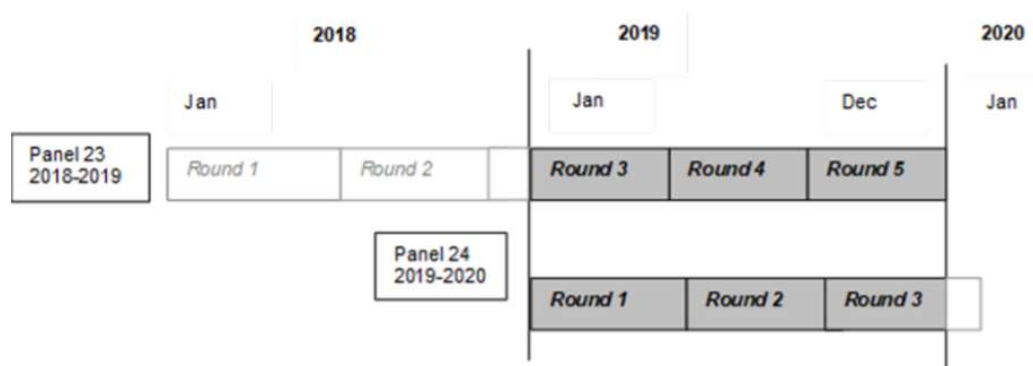 2018 2019 2020
Jan Jan Dec Jan
Panel 23
2018-2019
Round 1 Round 2 Round 3 Round 4 Round 5
Panel 24
2019-2020
Round 1 Round 2 Round 3